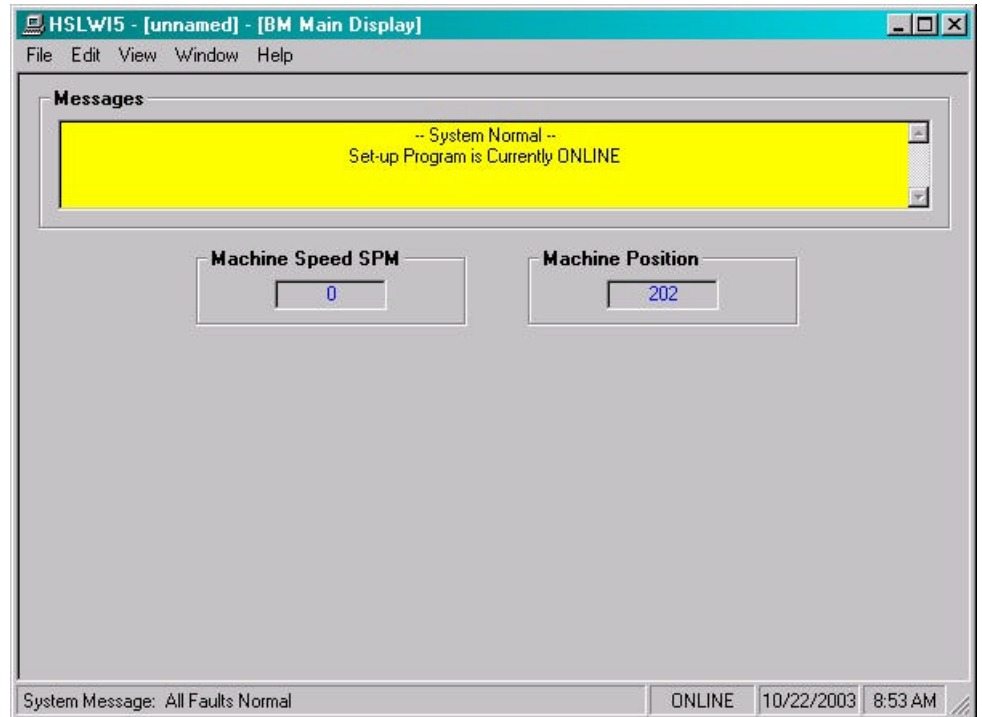 HSLWI5 - [unnamed] - [BM Main Display]
File Edit View Window Help
Messages
-- System Normal --
Set-up Program is Currently ONLINE
Machine Speed SPM
0
Machine Position
202
System Message: All Faults Normal
ONLINE
10/22/2003
8:53 AM